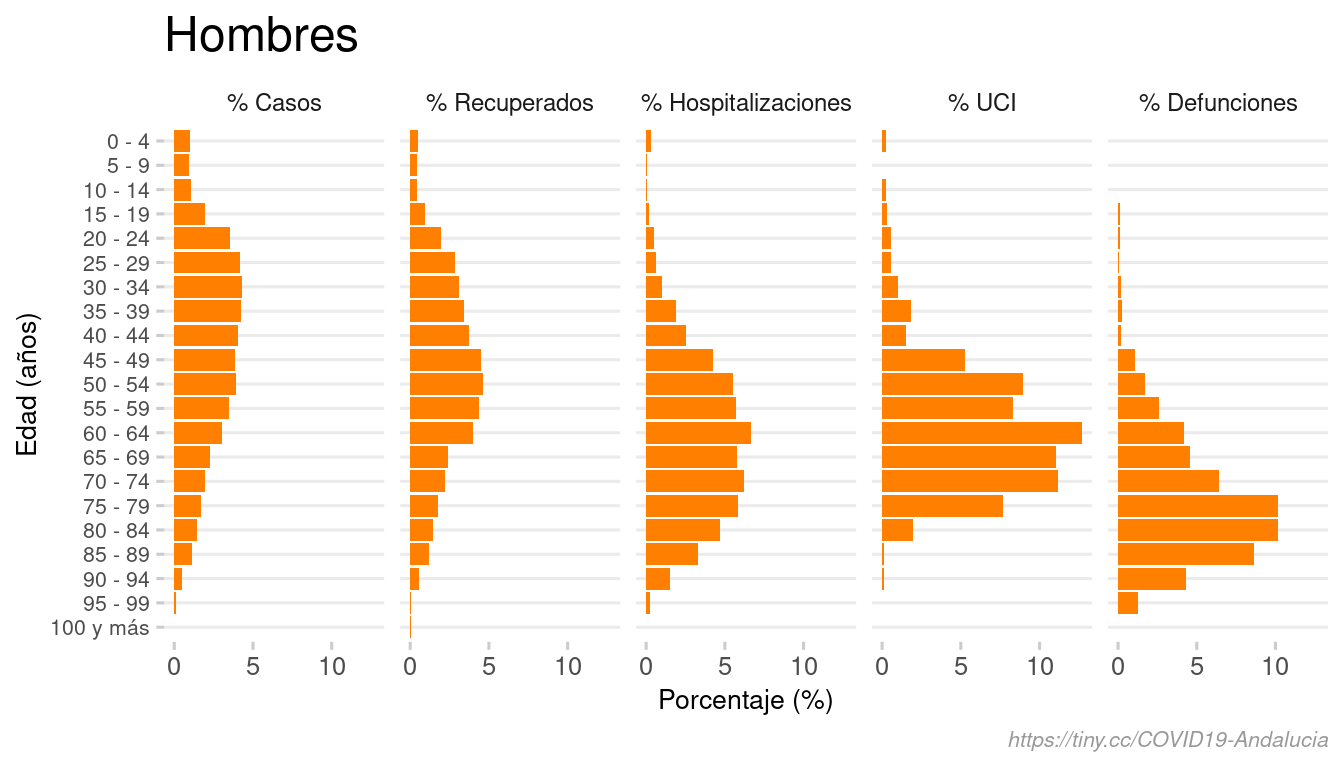 Hombres
% Casos % Recuperados % Hospitalizaciones % UCI % Defunciones
Edad (años)
0 - 4
5 - 9
10 - 14
15 - 19
20 - 24
25 - 29
30 - 34
35 - 39
40 - 44
45 - 49
50 - 54
55 - 59
60 - 64
65 - 69
70 - 74
75 - 79
80 - 84
85 - 89
90 - 94
95 - 99
100 y más
0 5 10 0 5 10 0 5 10 0 5 10 0 5 10
Porcentaje (%)
https://tiny.cc/COVID19-Andalucia